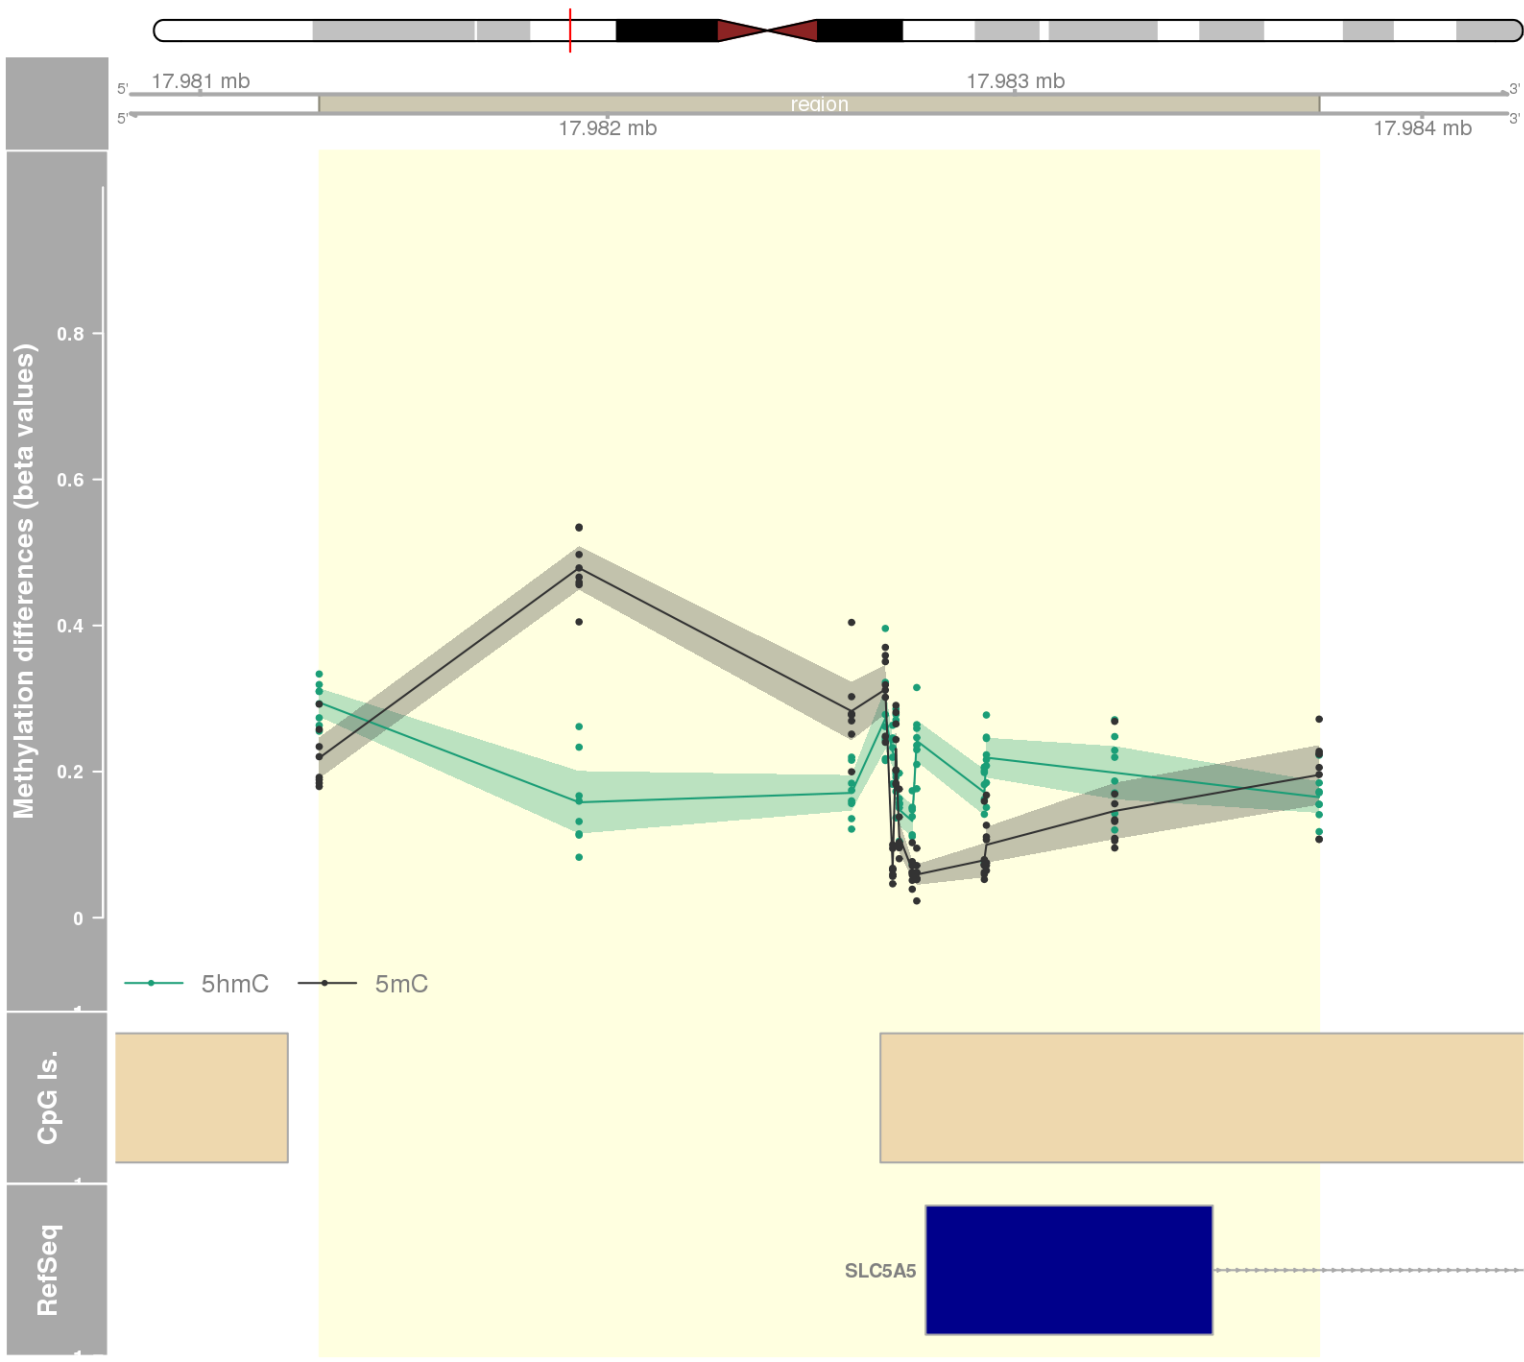 17.981 mb
17.983 mb
5'
3'
region
5'
3'
17.982 mb
17.984 mb
Methylation differences (beta values)
0.8
0.6
0.4
0.2
0
5hmC
5mC
CpG Is.
RefSeq
SLC5A5